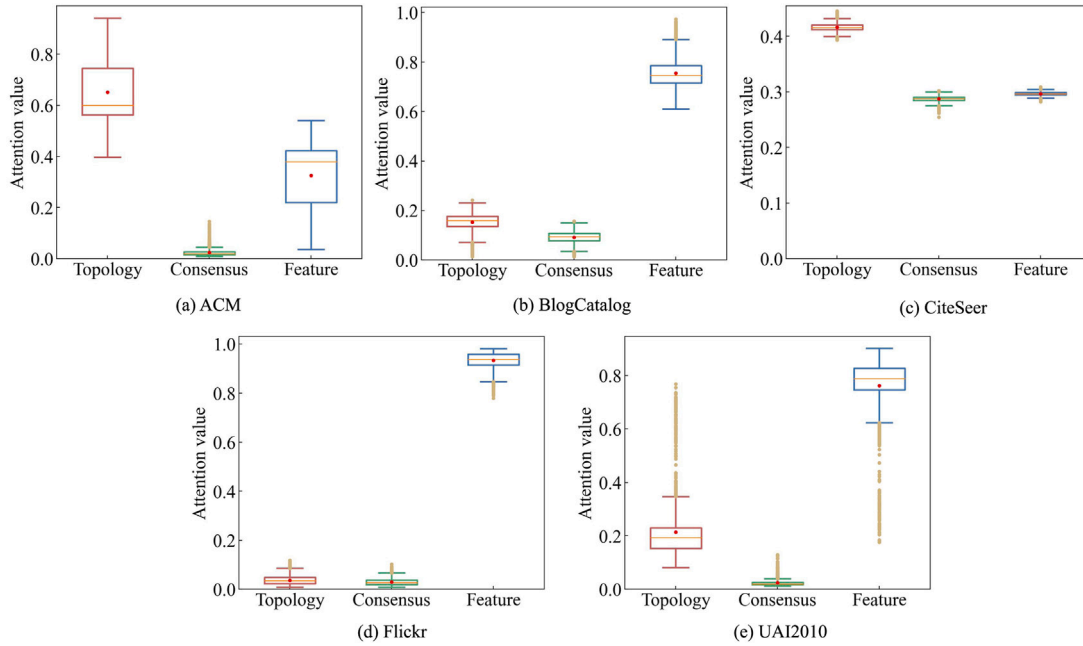 Attention value
0.8
0.6
0.4
0.2
0.0
Topology Consensus Feature
(a) ACM
Attention value
1.0
0.8
0.6
0.4
0.2
0.0
Topology Consensus Feature
(b) BlogCatalog
Attention value
0.4
0.3
0.2
0.1
0.0
Topology Consensus Feature
(c) CiteSeer
Attention value
1.0
0.8
0.6
0.4
0.2
0.0
Topology Consensus Feature
(d) Flickr
Attention value
0.8
0.6
0.4
0.2
0.0
Topology Consensus Feature
(e) UAI2010